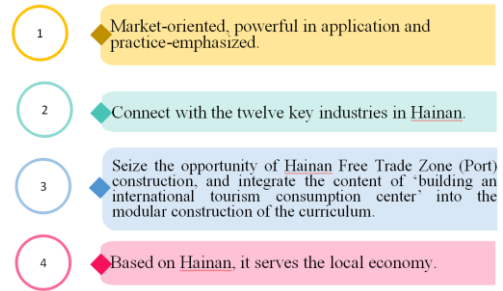 1
Market-oriented, powerful in application and
practice-emphasized.
2
Connect with the twelve key industries in Hainan.
3
Seize the opportunity of Hainan Free Trade Zone (Port)
construction, and integrate the content of ‘building an
international tourism consumption center’ into the
modular construction of the curriculum.
4
Based on Hainan, it serves the local economy.